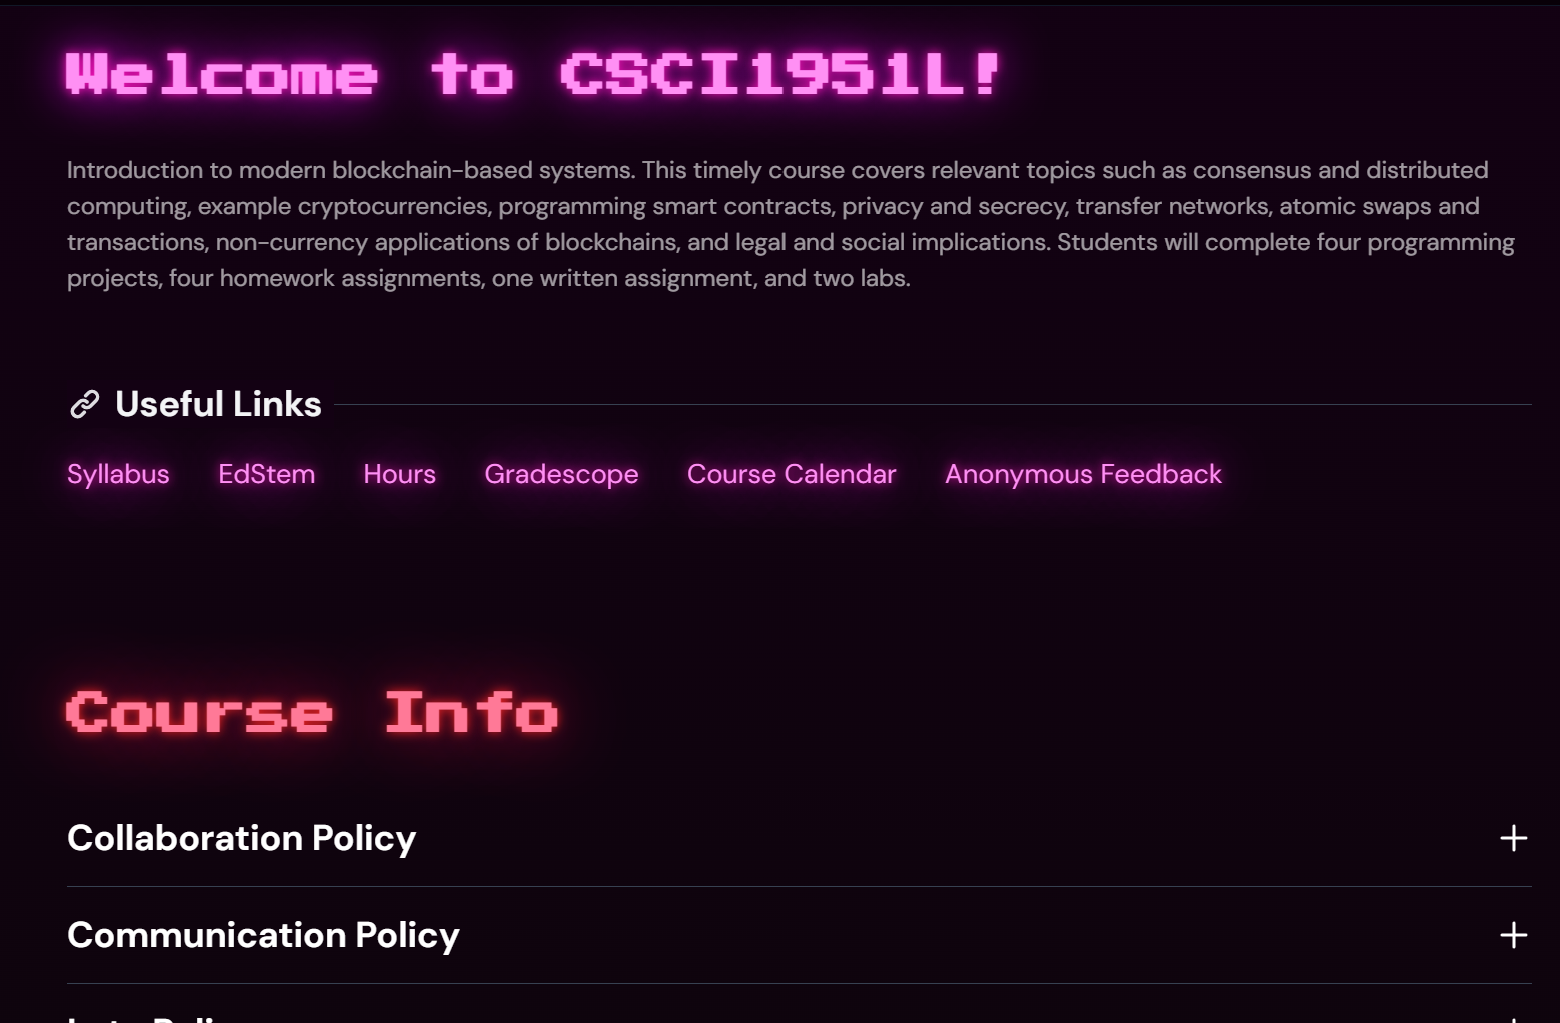 Welcome to CSCI1951L!
Introduction to modern blockchain-based systems. This timely course covers relevant topics such as consensus and distributed
computing, example cryptocurrencies, programming smart contracts, privacy and secrecy, transfer networks, atomic swaps and
transactions, non-currency applications of blockchains, and legal and social implications. Students will complete four programming
projects, four homework assignments, one written assignment, and two labs.
Useful Links
Syllabus EdStem Hours Gradescope Course Calendar Anonymous Feedback
Course Info
Collaboration Policy
Communication Policy